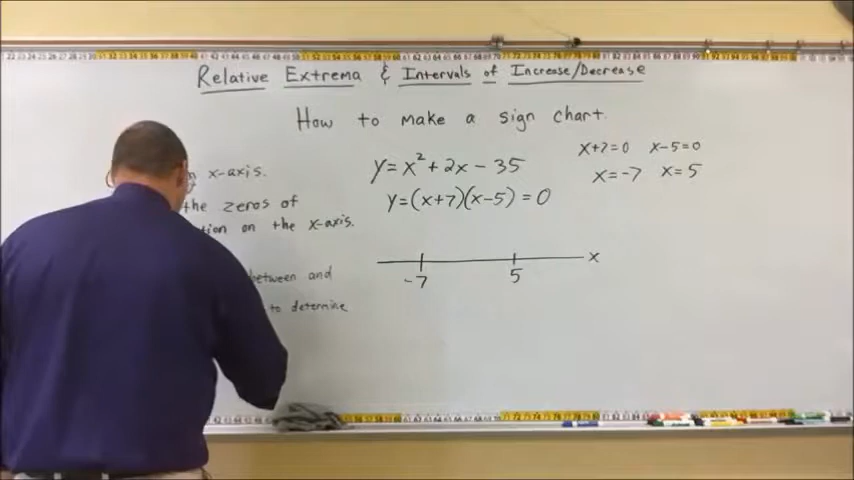 Relative Extrema & Intervals of Increase/Decrease
How to make a sign chart.
x-axis.
the zeros of
on the x-axis.
between and
to determine
y=x²+2x-35
y=(x+7)(x-5)=0
x+7=0 x-5=0
x=-7 x=5
x
-7 5